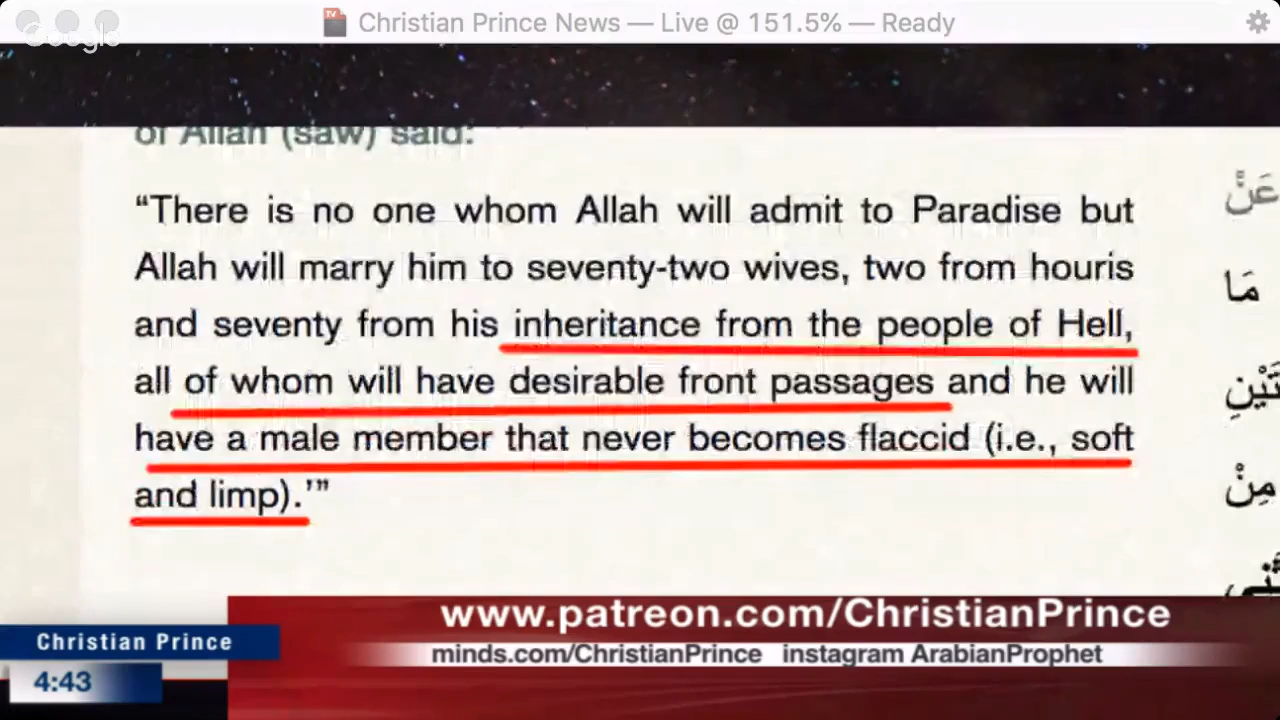 Christian Prince News — Live @ 151.5% — Ready
Google
of Allah (saw) said:
“There is no one whom Allah will admit to Paradise but
Allah will marry him to seventy-two wives, two from houris
and seventy from his inheritance from the people of Hell,
all of whom will have desirable front passages and he will
have a male member that never becomes flaccid (i.e., soft
and limp).’”
عَنْ
مَا
مِنْ
www.patreon.com/ChristianPrince
Christian Prince
minds.com/ChristianPrince instagram ArabianProphet
4:43